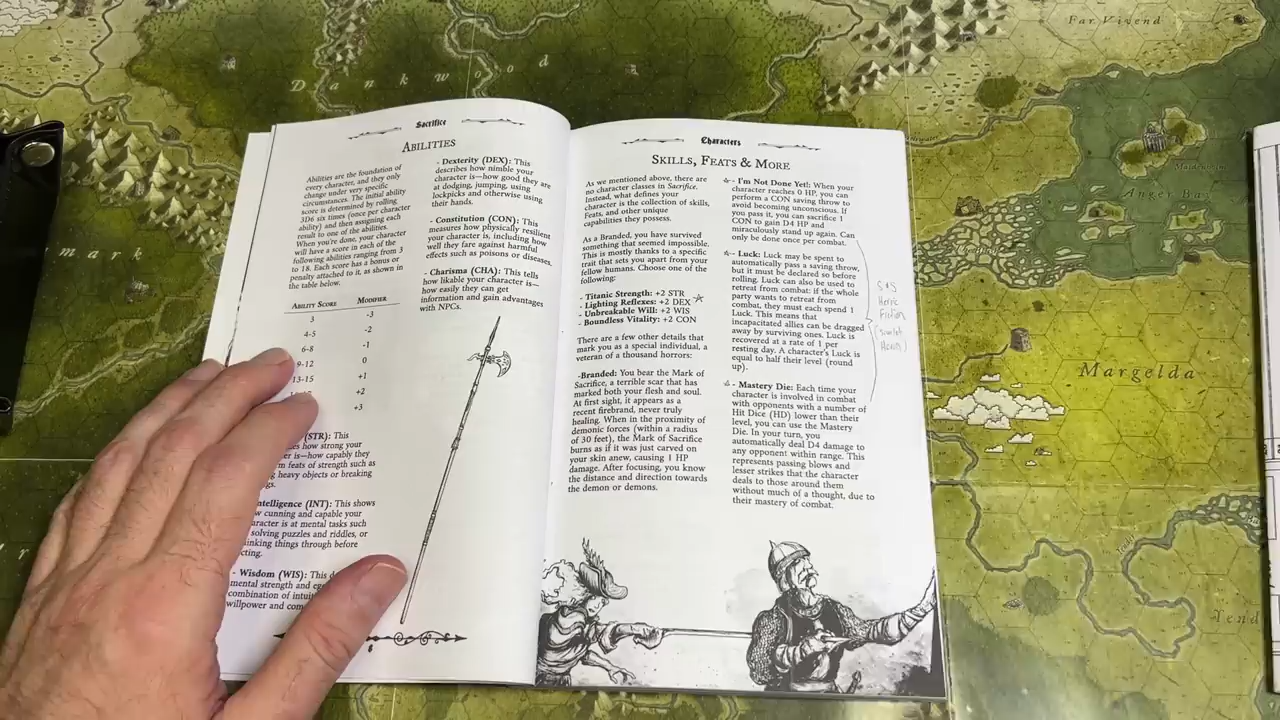 Far Vivend
Dankwood
mark
Maidenborn
Anger Bay
Margelda
Tend
Sacrifice
ABILITIES
Abilities are the foundation of
every character, and they only
change under very specific
circumstances. The initial ability
score is determined by rolling
3D6 six times (once per character
ability) and then assigning each
result to one of the abilities.
When you're done, your character
will have a score in each of the
following abilities ranging from 3
to 18. Each score has a bonus or
penalty attached to it, as shown in
the table below.
ABILITY SCORE MODIFIER
3 -3
4-5 -2
6-8 -1
9-12 0
13-15 +1
+2
+3
(STR): This
how strong your
er is—how capably they
m feats of strength such as
ng heavy objects or breaking
gs.
ntelligence (INT): This shows
w cunning and capable your
aracter is at mental tasks such
solving puzzles and riddles, or
inking things through before
cting.
- Wisdom (WIS): This d
mental strength and eg
combination of intuit
willpower and com
- Dexterity (DEX): This
describes how nimble your
character is—how good they are
at dodging, jumping, using
lockpicks and otherwise using
their hands.
- Constitution (CON): This
measures how physically resilient
your character is, including how
well they fare against harmful
effects such as poisons or diseases.
- Charisma (CHA): This tells
how likable your character is—
how easily they can get
information and gain advantages
with NPCs.
6
Characters
SKILLS, FEATS & MORE
As we mentioned above, there are
no character classes in Sacrifice.
Instead, what defines your
character is the collection of skills,
Feats, and other unique
capabilities they possess.
As a Branded, you have survived
something that seemed impossible.
This is mostly thanks to a specific
trait that sets you apart from your
fellow humans. Choose one of the
following:
- Titanic Strength: +2 STR
- Lighting Reflexes: +2 DEX
- Unbreakable Will: +2 WIS
- Boundless Vitality: +2 CON
There are a few other details that
mark you as a special individual, a
veteran of a thousand horrors:
-Branded: You bear the Mark of
Sacrifice, a terrible scar that has
marked both your flesh and soul.
At first sight, it appears as a
recent firebrand, never truly
healing. When in the proximity of
demonic forces (within a radius
of 30 feet), the Mark of Sacrifice
burns as if it was just carved on
your skin anew, causing 1 HP
damage. After focusing, you know
the distance and direction towards
the demon or demons.
- I'm Not Done Yet!: When your
character reaches 0 HP, you can
perform a CON saving throw to
avoid becoming unconscious. If
you pass it, you can sacrifice 1
CON to gain D4 HP and
miraculously stand up again. Can
only be done once per combat.
- Luck: Luck may be spent to
automatically pass a saving throw,
but it must be declared so before
rolling. Luck can also be used to
retreat from combat: if the whole
party wants to retreat from
combat, they must each spend 1
Luck. This means that
incapacitated allies can be dragged
away by surviving ones. Luck is
recovered at a rate of 1 per
resting day. A character's Luck is
equal to half their level (round
up).
- Mastery Die: Each time your
character is involved in combat
with opponents with a number of
Hit Dice (HD) lower than their
level, you can use the Mastery
Die. In your turn, you
automatically deal D4 damage to
any opponent within range. This
represents passing blows and
lesser strikes that the character
deals to those around them
without much of a thought, due to
their mastery of combat.
S&S
Heroic
Fiction
(Scarlet
Heroes)